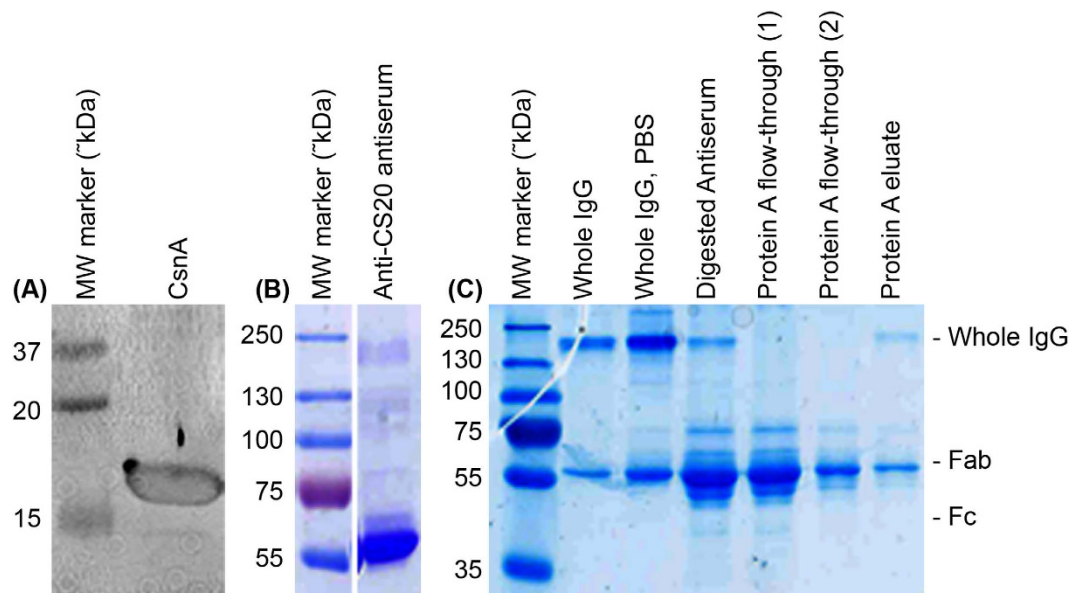 (A)
MW marker (˜kDa)
CsnA
37
20
15
(B)
MW marker (˜kDa)
Anti-CS20 antiserum
250
130
100
75
55
(C)
MW marker (˜kDa)
Whole IgG
Whole IgG, PBS
Digested Antiserum
Protein A flow-through (1)
Protein A flow-through (2)
Protein A eluate
250
130
100
75
55
35
- Whole IgG
- Fab
- Fc